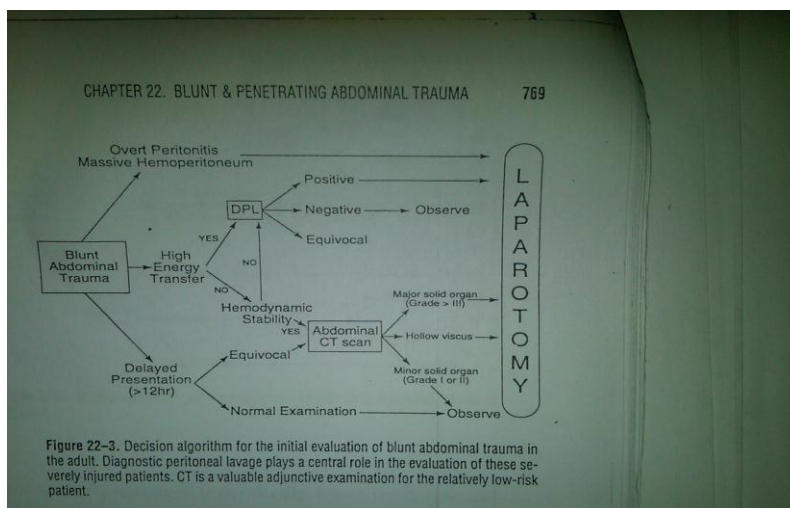 CHAPTER 22. BLUNT & PENETRATING ABDOMINAL TRAUMA 769
Overt Peritonitis
Massive Hemoperitoneum
Positive
DPL
Negative
Observe
Equivocal
YES
NO
Blunt
Abdominal
Trauma
High
Energy
Transfer
NO
Hemodynamic
Stability
YES
Abdominal
CT scan
Major solid organ
(Grade > III)
Hollow viscus
Minor solid organ
(Grade I or II)
Observe
Delayed
Presentation
(>12hr)
Equivocal
Normal Examination
L
A
P
A
R
O
T
O
M
Y
Figure 22–3. Decision algorithm for the initial evaluation of blunt abdominal trauma in
the adult. Diagnostic peritoneal lavage plays a central role in the evaluation of these se-
verely injured patients. CT is a valuable adjunctive examination for the relatively low-risk
patient.